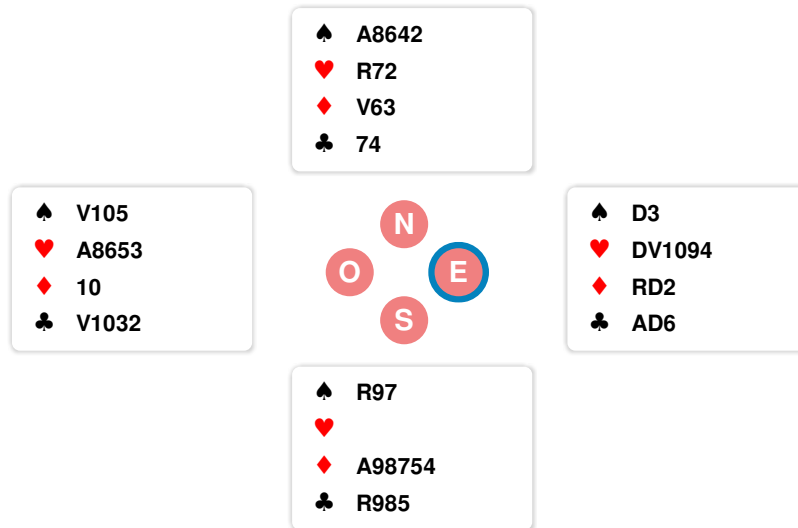 ♠ A8642
♥ R72
♦ V63
♣ 74
♠ V105
♥ A8653
♦ 10
♣ V1032
N
O E
S
♠ D3
♥ DV1094
♦ RD2
♣ AD6
♠ R97
♥
♦ A98754
♣ R985